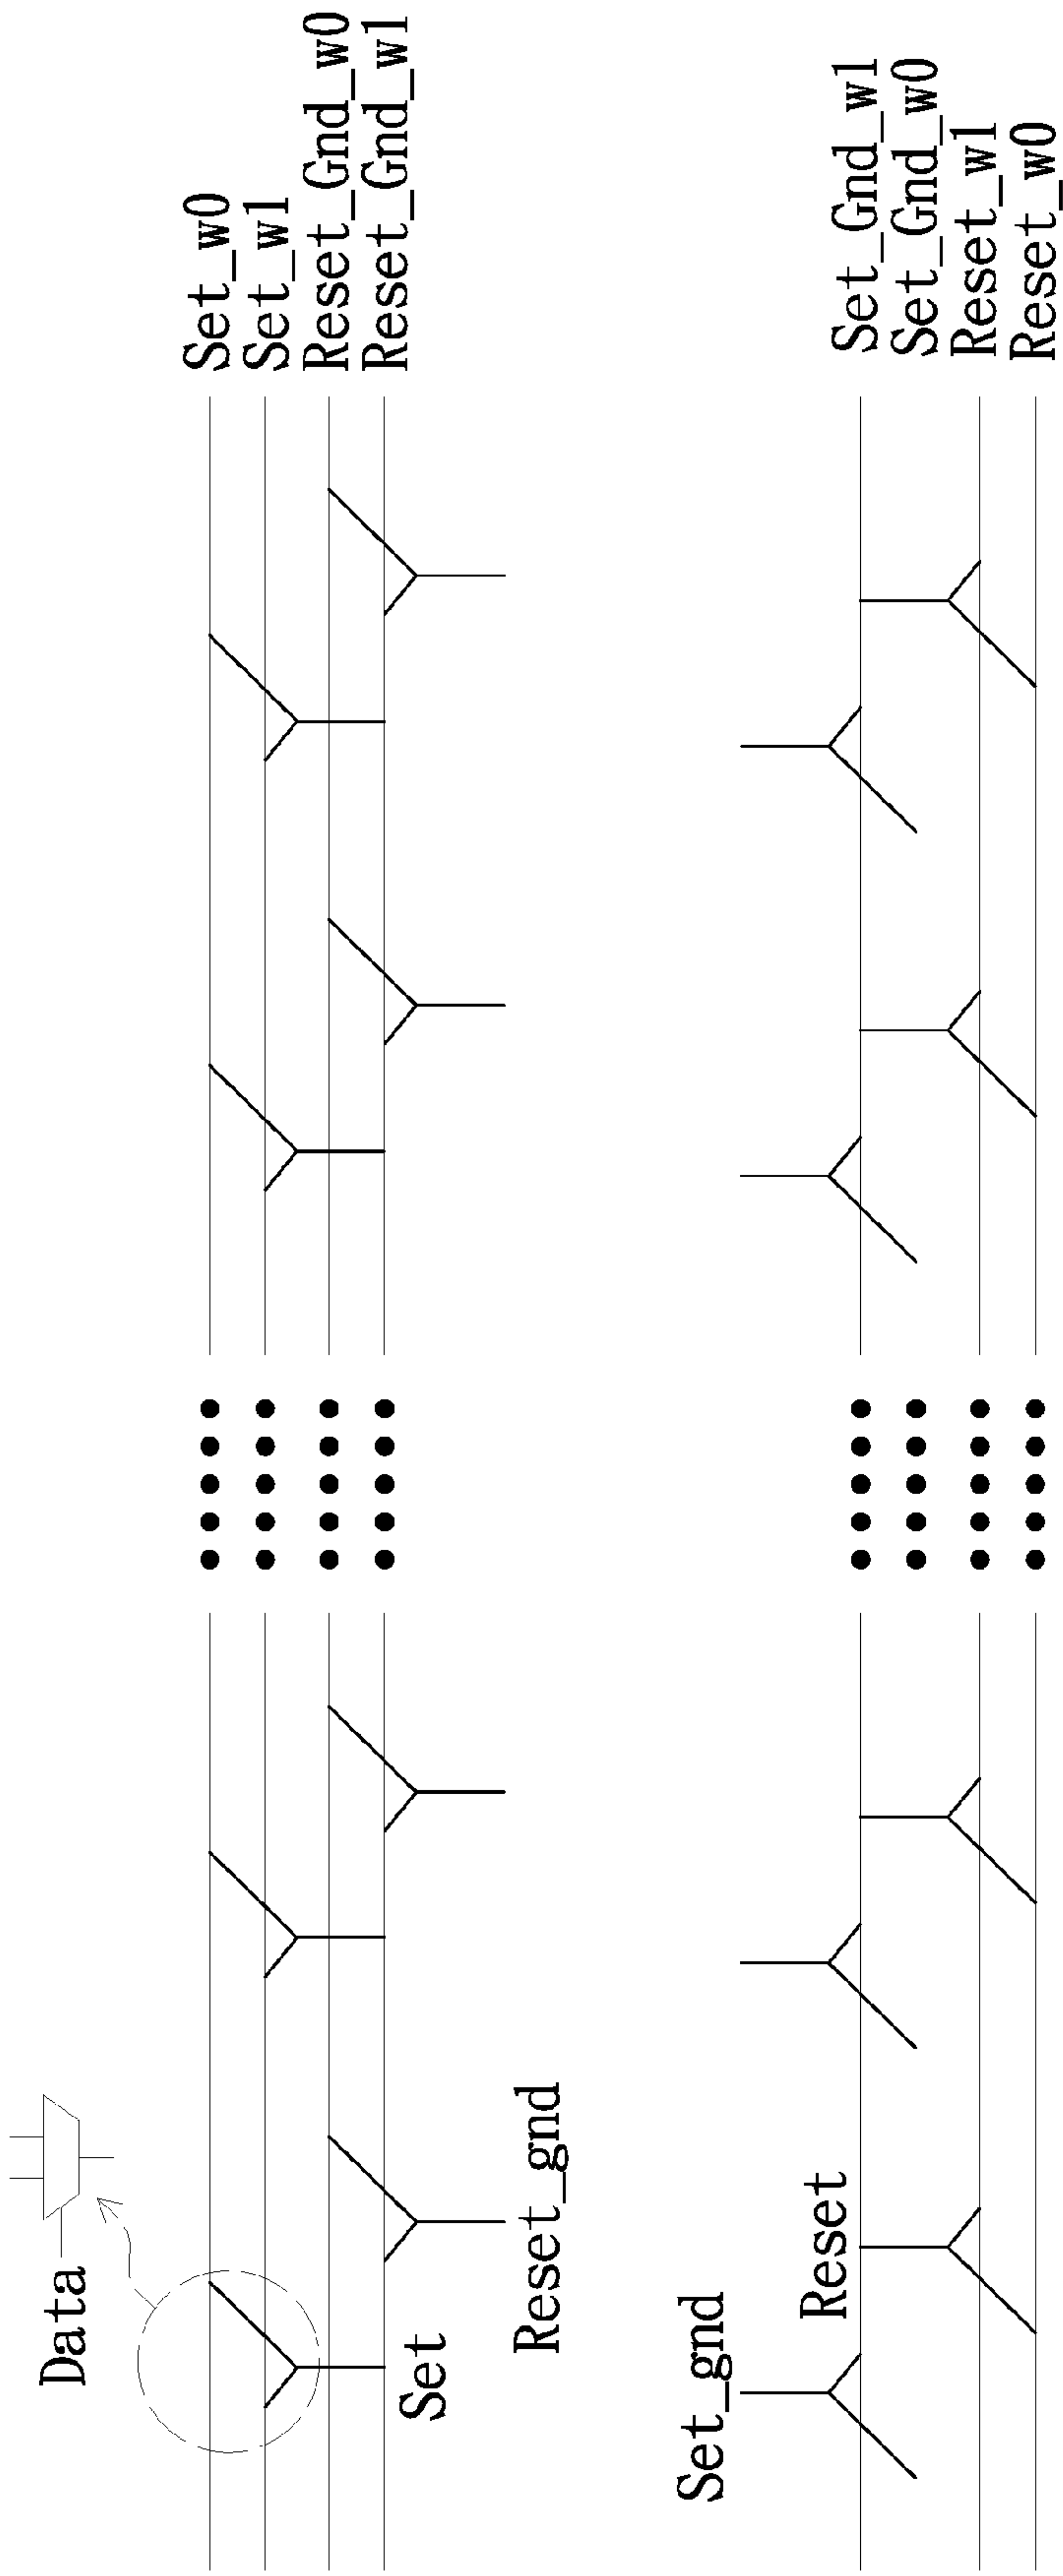 Data
Set
Reset_gnd
Set_w0
Set_w1
Reset_Gnd_w0
Reset_Gnd_w1
Set_gnd
Reset
Set_Gnd_w1
Set_Gnd_w0
Reset_w1
Reset_w0